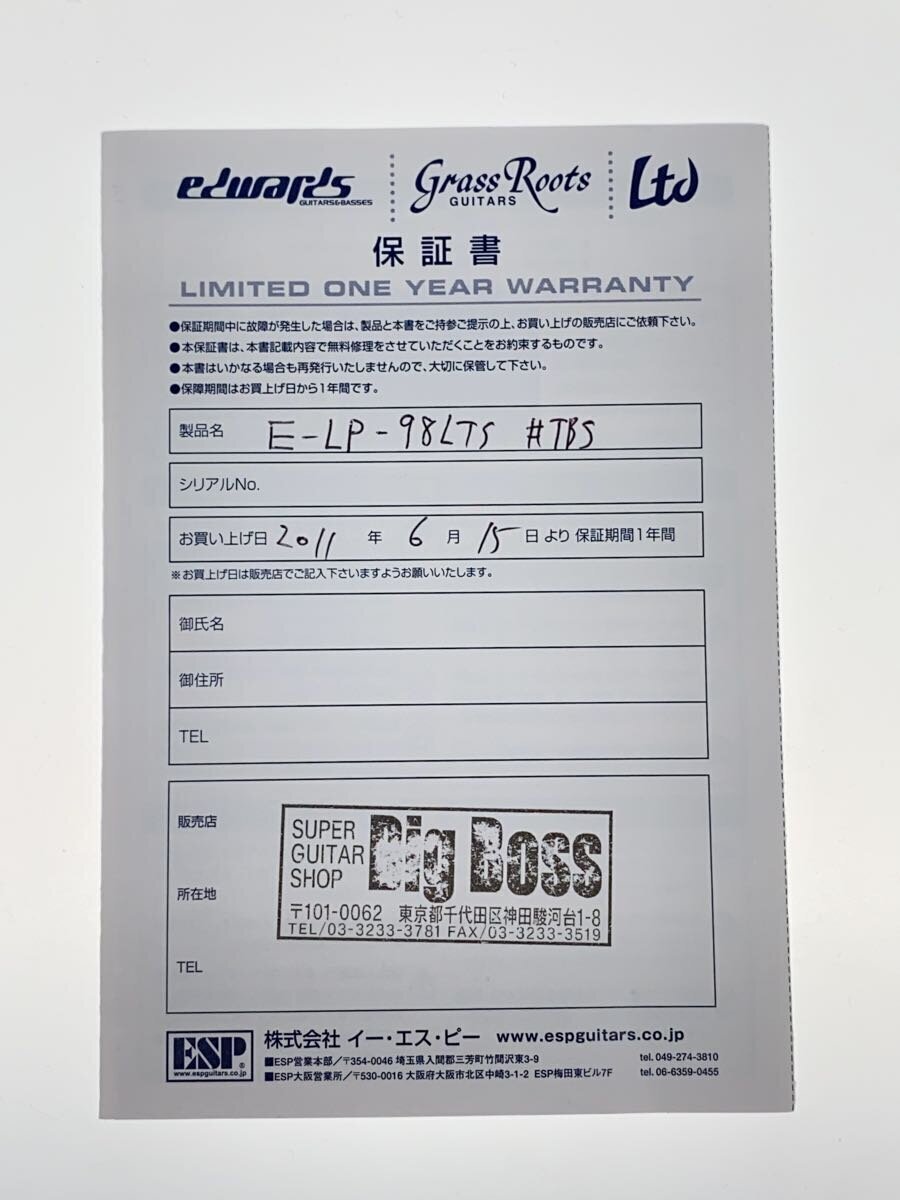 edwards GUITARS&BASSES Grass Roots GUITARS Ltd
保証書
LIMITED ONE YEAR WARRANTY
●保証期間中に故障が発生した場合は、製品と本書をご持参ご提示の上、お買い上げの販売店にご依頼下さい。
●本保証書は、本書記載内容で無料修理をさせていただくことをお約束するものです。
●本書はいかなる場合も再発行いたしませんので、大切に保管して下さい。
●保障期間はお買上げ日から1年間です。
製品名 E-LP-98LTS #TBS
シリアルNo.
お買い上げ日 2011 年 6 月 15 日 より 保証期間1年間
※お買上げ日は販売店でご記入下さいますようお願いいたします。
御氏名
御住所
TEL
販売店
SUPER GUITAR SHOP Big Boss
所在地
〒101-0062 東京都千代田区神田駿河台1-8
TEL/03-3233-3781 FAX/03-3233-3519
TEL
ESP® www.espguitars.co.jp
株式会社 イー・エス・ピー www.espguitars.co.jp
■ESP営業本部/〒354-0046 埼玉県入間郡三芳町竹間沢東3-9 tel. 049-274-3810
■ESP大阪営業所/〒530-0016 大阪府大阪市北区中崎3-1-2 ESP梅田東ビル7F tel. 06-6359-0455